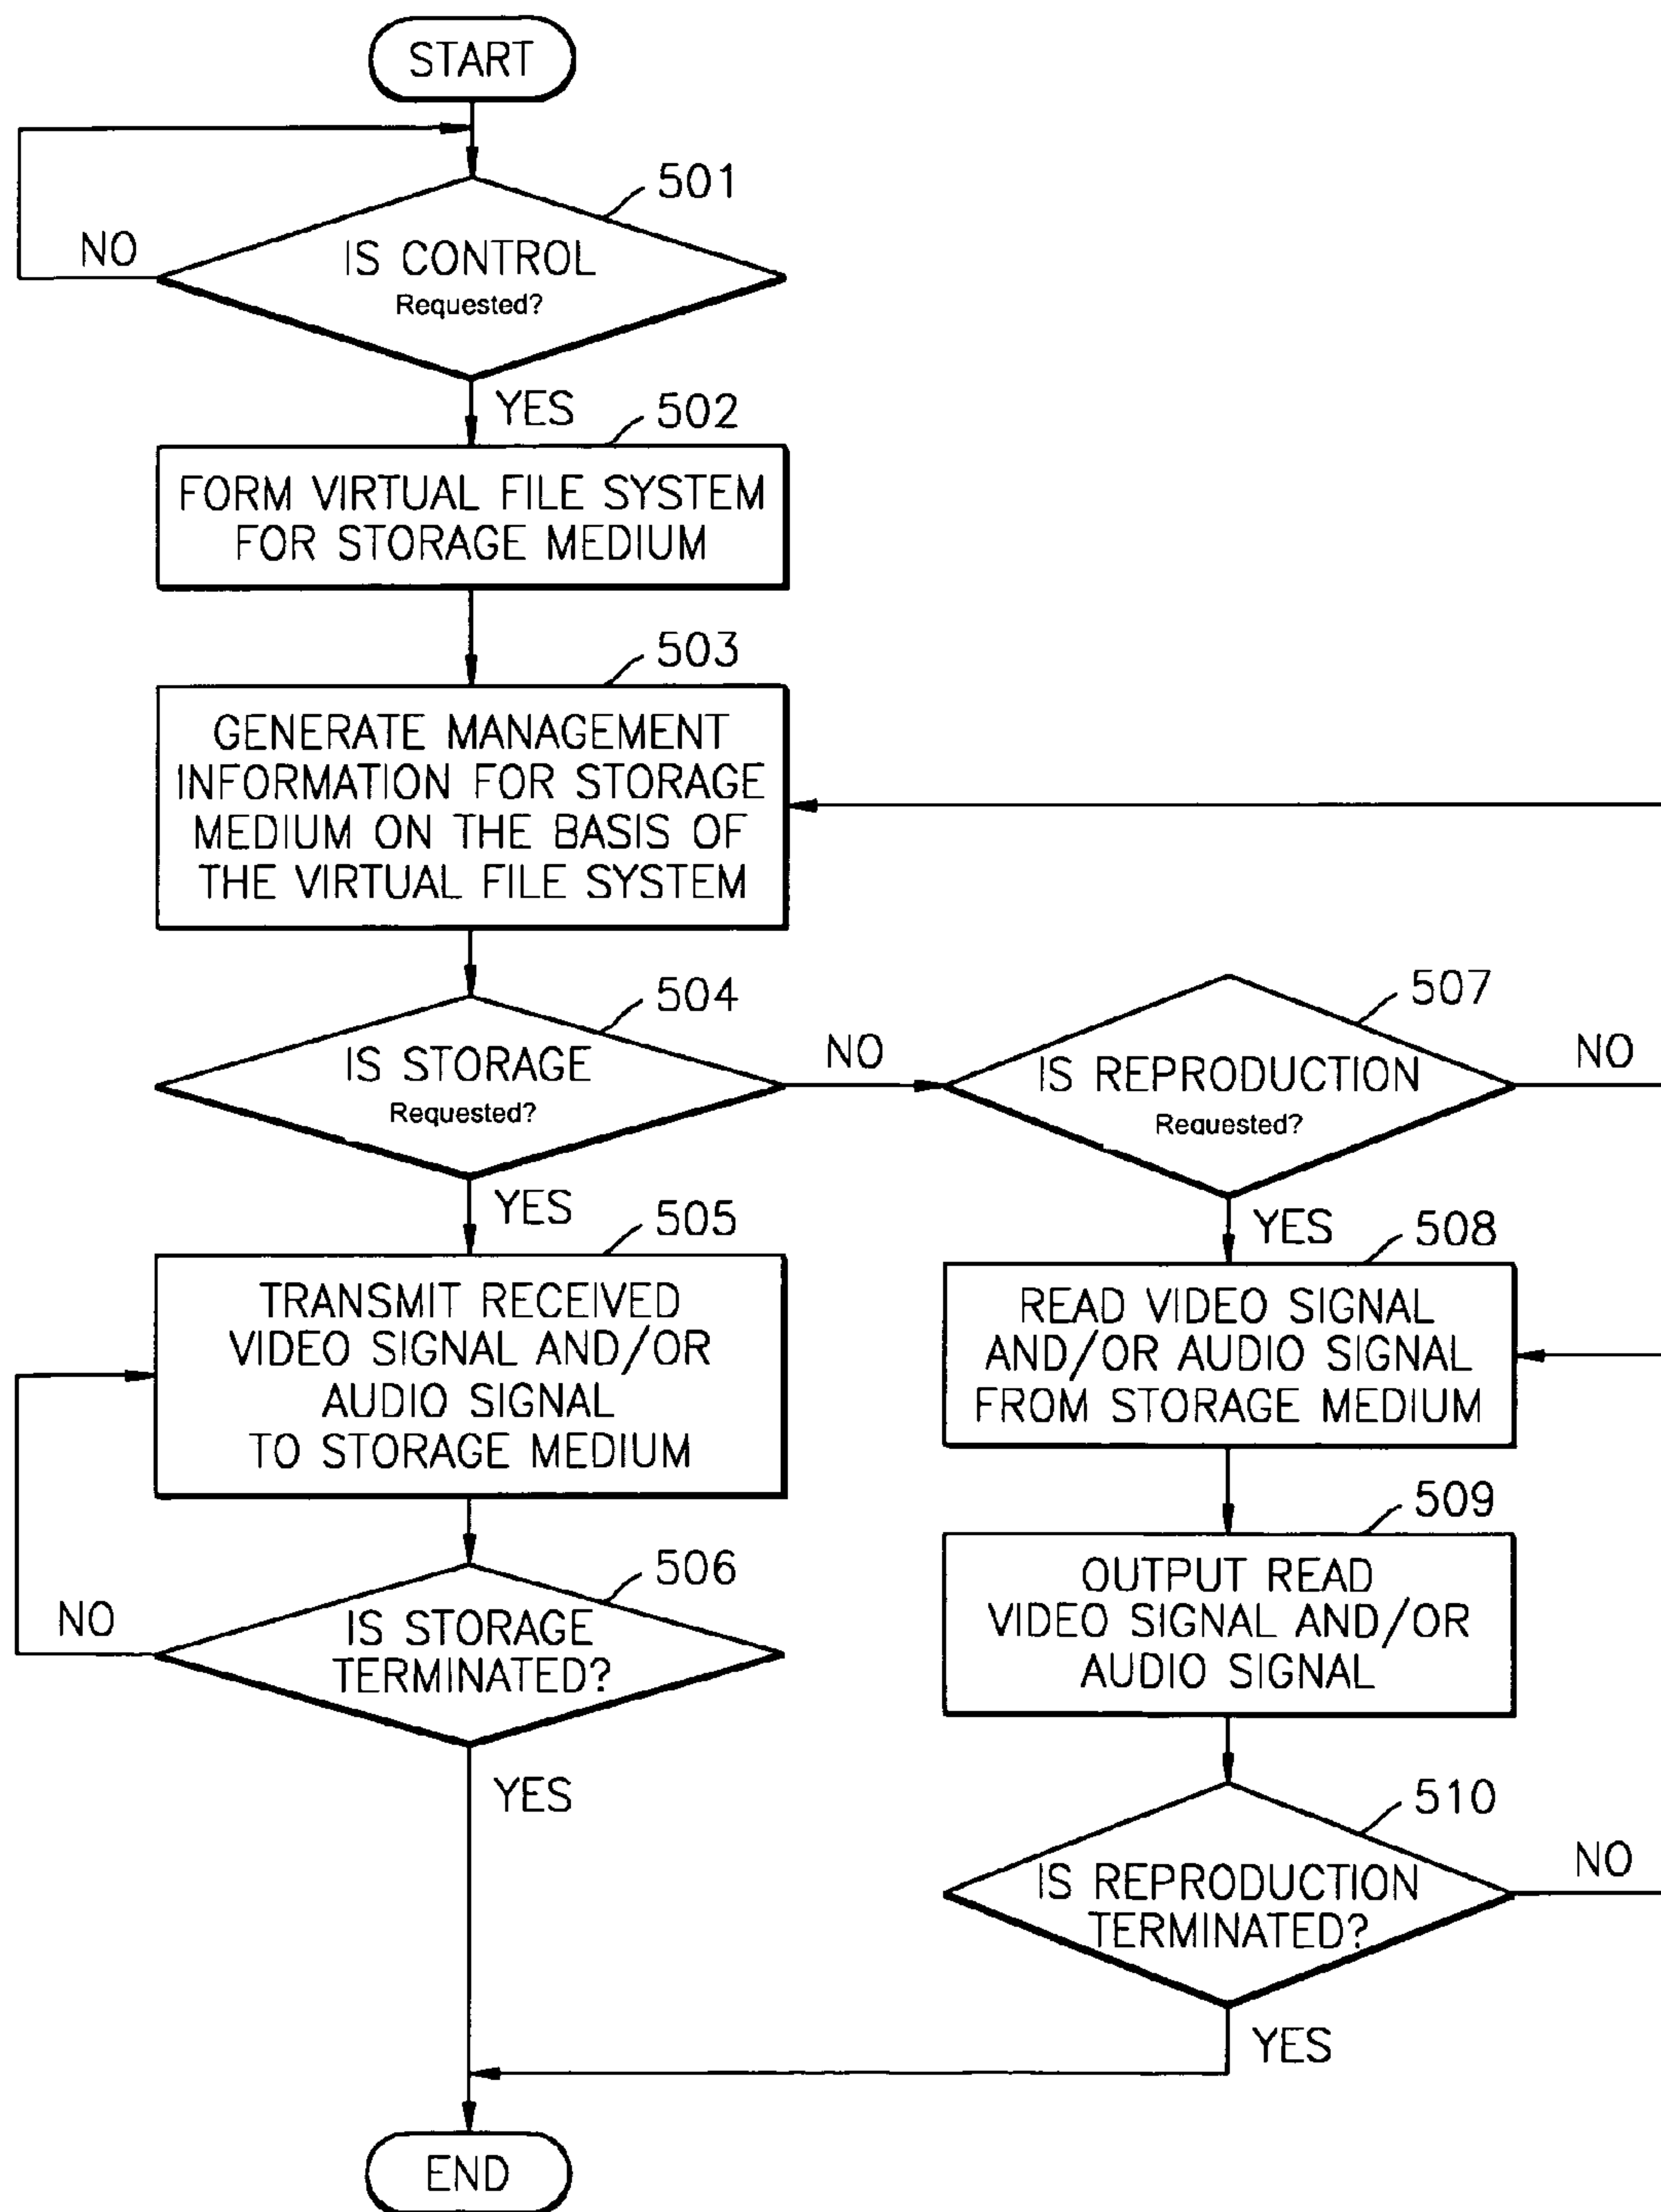 START
501
NO
IS CONTROL
Requested?
YES
502
FORM VIRTUAL FILE SYSTEM
FOR STORAGE MEDIUM
503
GENERATE MANAGEMENT
INFORMATION FOR STORAGE
MEDIUM ON THE BASIS OF
THE VIRTUAL FILE SYSTEM
504
IS STORAGE
Requested?
NO
507
IS REPRODUCTION
Requested?
NO
YES
505
TRANSMIT RECEIVED
VIDEO SIGNAL AND/OR
AUDIO SIGNAL
TO STORAGE MEDIUM
506
NO
IS STORAGE
TERMINATED?
YES
YES
508
READ VIDEO SIGNAL
AND/OR AUDIO SIGNAL
FROM STORAGE MEDIUM
509
OUTPUT READ
VIDEO SIGNAL AND/OR
AUDIO SIGNAL
510
IS REPRODUCTION
TERMINATED?
NO
YES
END